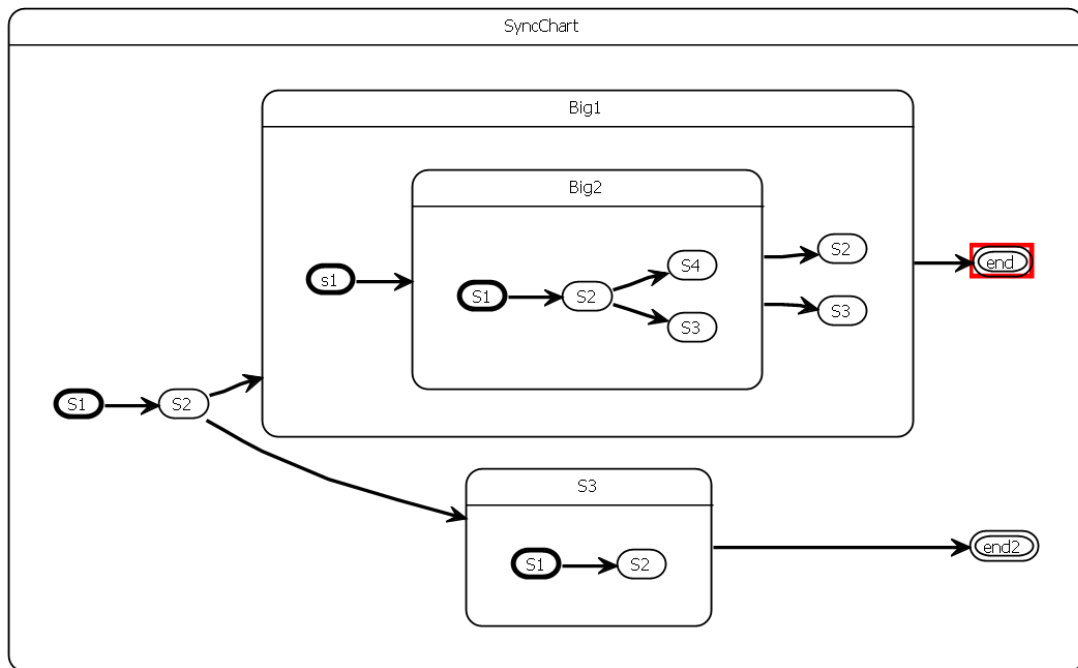 SyncChart
Big1
Big2
s1
S1
S2
S4
S3
S2
S3
end
S1
S2
S3
S1
S2
end2